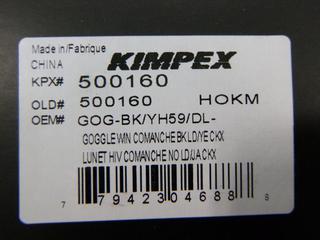 Made in/Fabrique
CHINA
KIMPEX
KPX# 500160
OLD# 500160 HOKM
OEM# GOG-BK/YH59/DL-
GOGGLE WIN COMANCHE BK LD/YE CKX
LUNET HIV COMANCHE NO LD/JA CKX
7 79423 04688 8